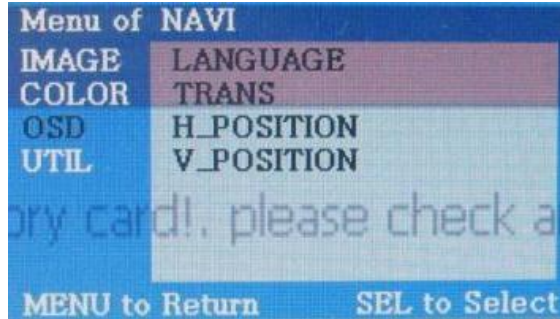 Menu of NAVI
IMAGE LANGUAGE
COLOR TRANS
OSD H_POSITION
UTIL V_POSITION
ory card!, please check a
MENU to Return SEL to Select